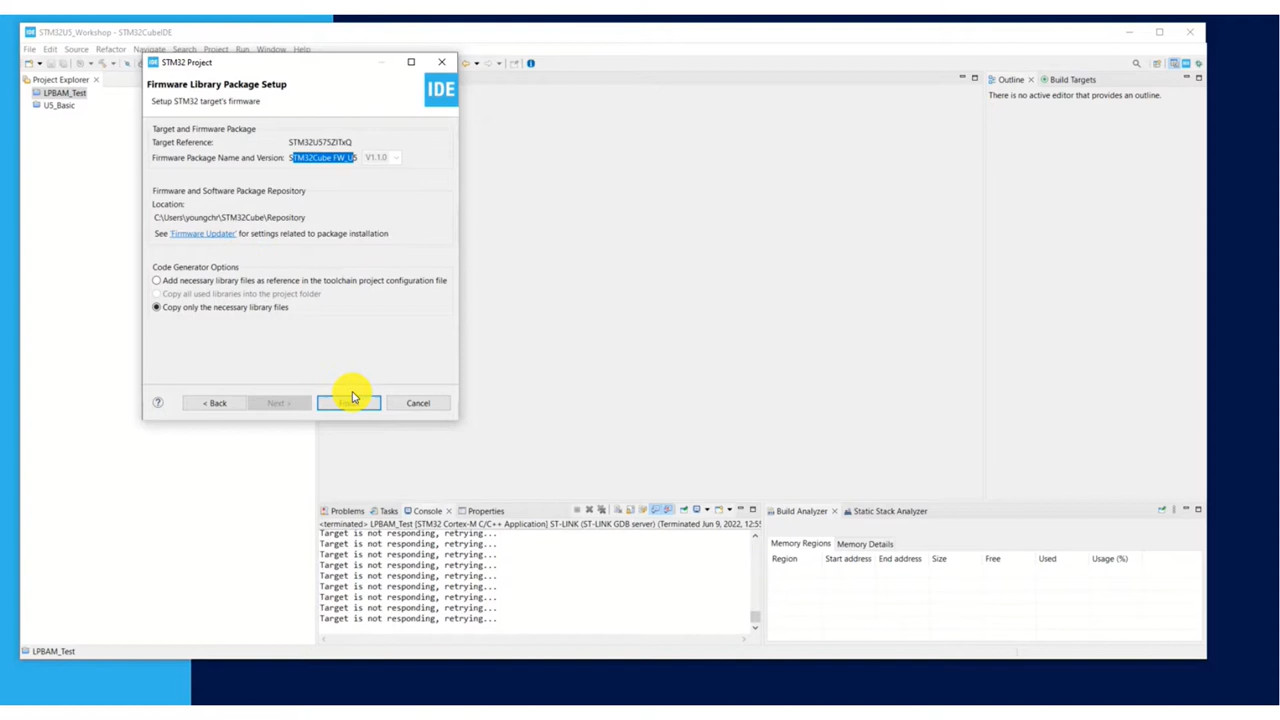 IDE STM32U5_Workshop - STM32CubeIDE
File Edit Source Refactor Navigate Search Project Run Window Help
Project Explorer
LPBAM_Test
U5_Basic
IDE STM32 Project
Firmware Library Package Setup
Setup STM32 target's firmware
IDE
Target and Firmware Package
Target Reference: STM32U575ZITxQ
Firmware Package Name and Version: STM32Cube FW_U5 V1.1.0
Firmware and Software Package Repository
Location:
C:\Users\youngchr\STM32Cube\Repository
See 'Firmware Updater' for settings related to package installation
Code Generator Options
Add necessary library files as reference in the toolchain project configuration file
Copy all used libraries into the project folder
Copy only the necessary library files
? < Back Next > Cancel
Outline Build Targets
There is no active editor that provides an outline.
Problems Tasks Console Properties
<terminated> LPBAM_Test [STM32 Cortex-M C/C++ Application] ST-LINK (ST-LINK GDB server) (Terminated Jun 9, 2022, 12:5
Target is not responding, retrying...
Target is not responding, retrying...
Target is not responding, retrying...
Target is not responding, retrying...
Target is not responding, retrying...
Target is not responding, retrying...
Target is not responding, retrying...
Target is not responding, retrying...
Target is not responding, retrying...
Build Analyzer Static Stack Analyzer
Memory Regions Memory Details
Region Start address End address Size Free Used Usage (%)
LPBAM_Test